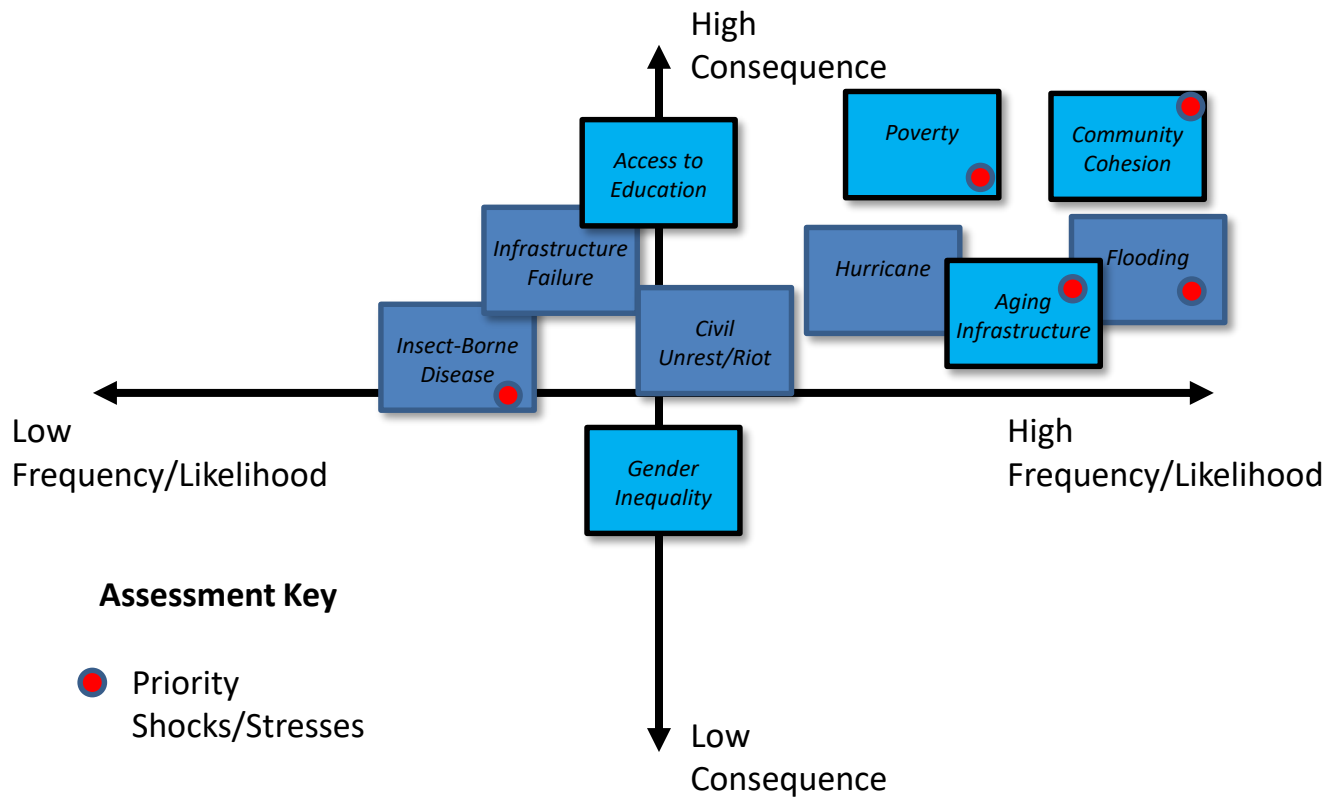 High
Consequence
Poverty
Community
Cohesion
Access to
Education
Infrastructure
Failure
Hurricane
Flooding
Aging
Infrastructure
Civil
Unrest/Riot
Insect-Borne
Disease
Low
Frequency/Likelihood
High
Frequency/Likelihood
Gender
Inequality
Assessment Key
Priority
Shocks/Stresses
Low
Consequence